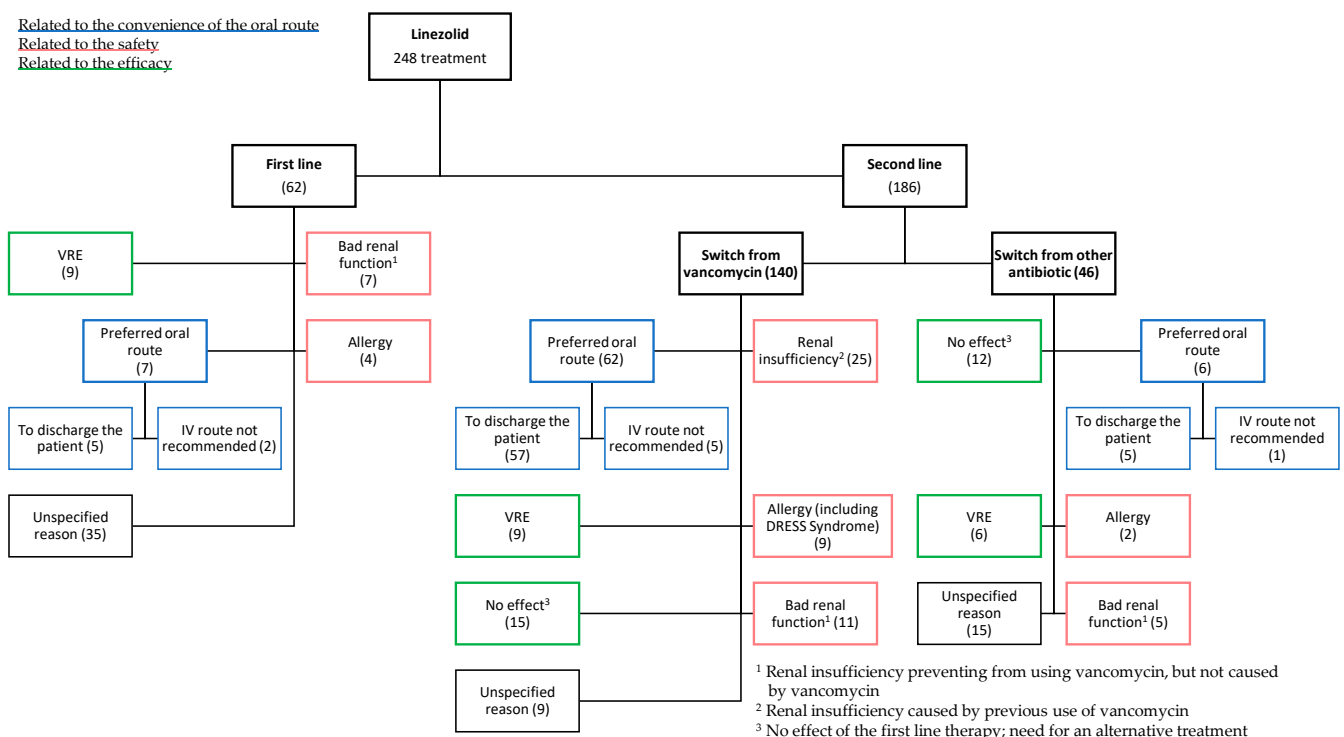 Related to the convenience of the oral route
Related to the safety
Related to the efficacy
Linezolid
248 treatment
First line
(62)
Second line
(186)
VRE
(9)
Bad renal
function¹
(7)
Preferred oral
route
(7)
Allergy
(4)
To discharge the
patient (5)
IV route not
recommended (2)
Unspecified
reason (35)
Switch from
vancomycin (140)
Preferred oral
route (62)
Renal
insufficiency² (25)
To discharge the
patient
(57)
IV route not
recommended (5)
VRE
(9)
Allergy (including
DRESS Syndrome)
(9)
No effect³
(15)
Bad renal
function¹ (11)
Unspecified
reason (9)
Switch from other
antibiotic (46)
No effect³
(12)
Preferred oral
route
(6)
To discharge the
patient
(5)
IV route not
recommended
(1)
VRE
(6)
Allergy
(2)
Unspecified
reason
(15)
Bad renal
function¹ (5)
¹ Renal insufficiency preventing from using vancomycin, but not caused
by vancomycin
² Renal insufficiency caused by previous use of vancomycin
³ No effect of the first line therapy; need for an alternative treatment